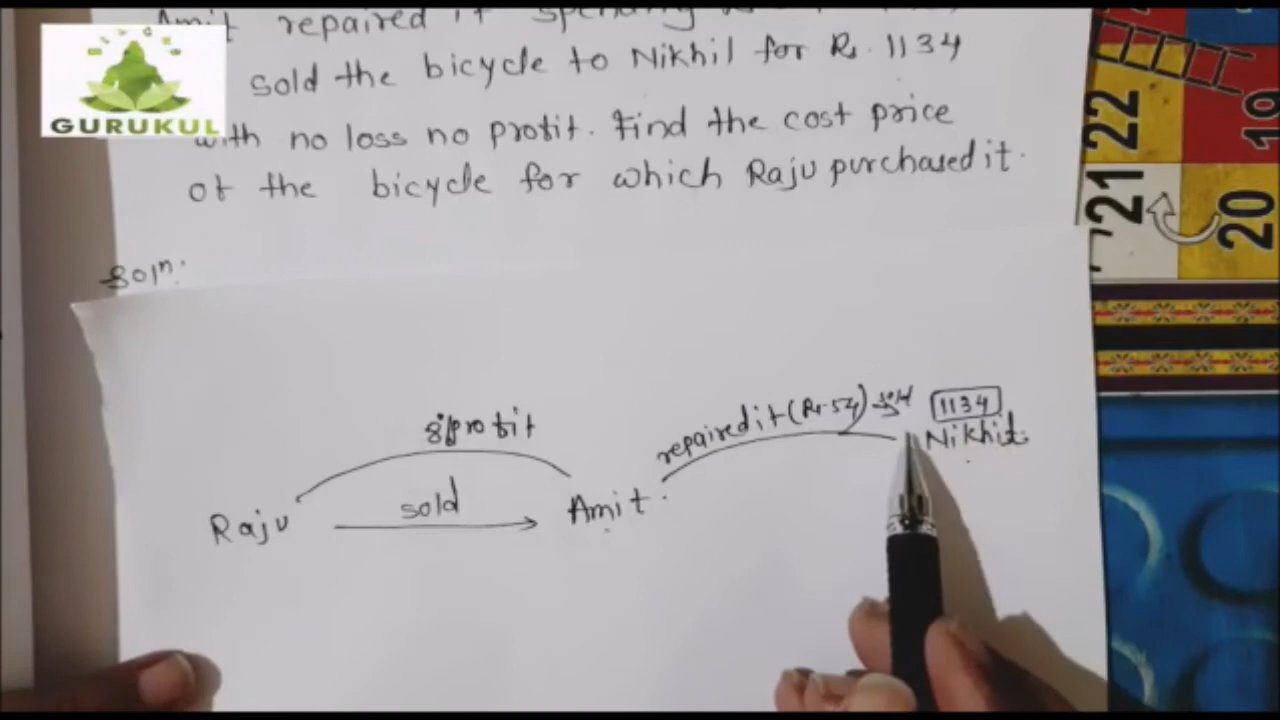 Amit repaired it spending
sold the bicycle to Nikhil for Rs. 1134
with no loss no profit. Find the cost price
of the bicycle for which Raju purchased it.
GURUKUL
Soln:
8% profit
repaired it (Rs. 54) sold
1134
Nikhil.
Raju
sold
Amit.
22
19
21
20